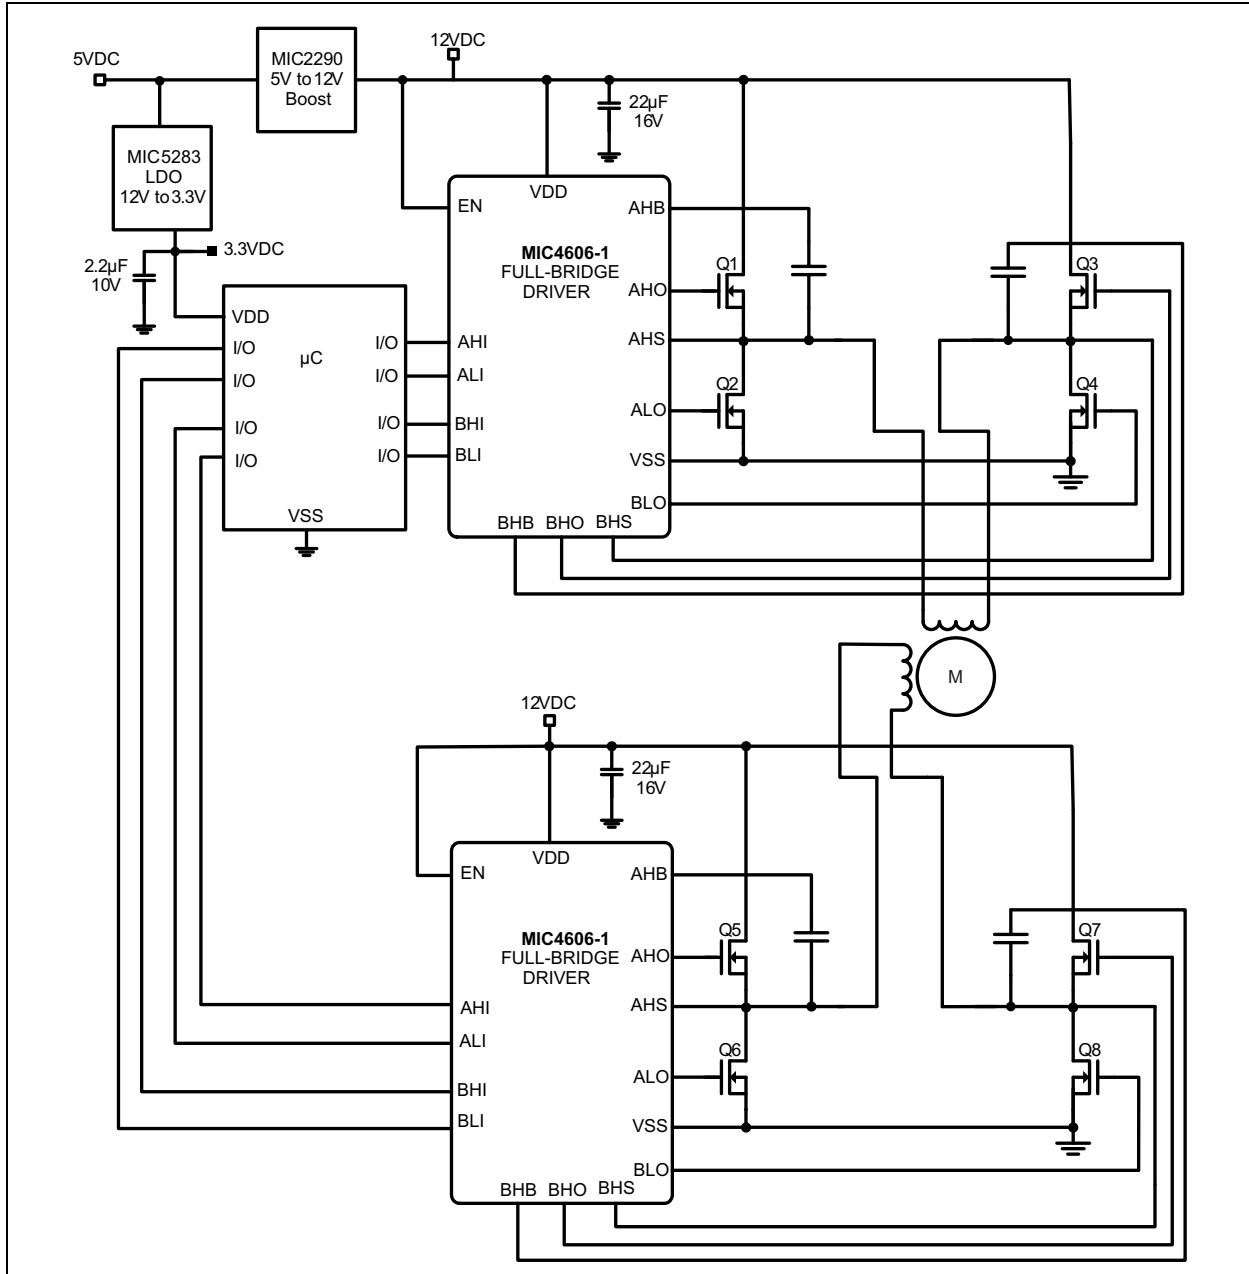 5VDC
MIC2290
5V to 12V
Boost
12VDC
22µF
16V
MIC5283
LDO
12V to 3.3V
3.3VDC
2.2µF
10V
VDD
I/O
I/O
I/O
I/O
µC
I/O
I/O
I/O
I/O
VSS
VDD
EN
MIC4606-1
FULL-BRIDGE
DRIVER
AHI
ALI
BHI
BLI
AHB
AHO
AHS
ALO
VSS
BLO
BHB BHO BHS
Q1
Q2
Q3
Q4
M
12VDC
22µF
16V
VDD
EN
MIC4606-1
FULL-BRIDGE
DRIVER
AHI
ALI
BHI
BLI
AHB
AHO
AHS
ALO
VSS
BLO
BHB BHO BHS
Q5
Q6
Q7
Q8